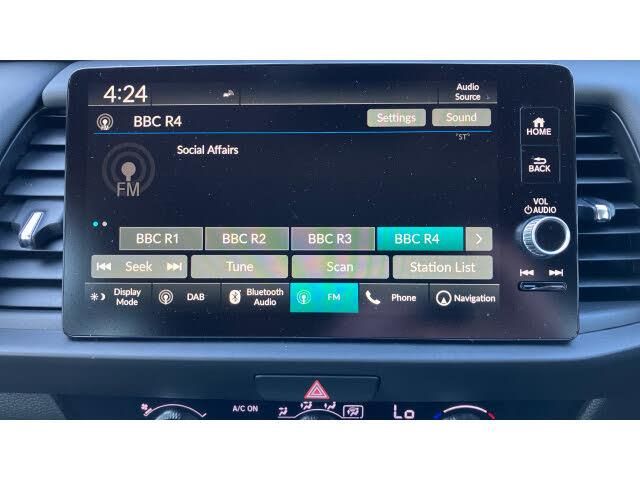 4:24
Audio
Source
BBC R4
Settings
Sound
"ST"
Social Affairs
FM
HOME
BACK
VOL
AUDIO
BBC R1
BBC R2
BBC R3
BBC R4
Seek
Tune
Scan
Station List
Display
Mode
DAB
Bluetooth
Audio
FM
Phone
Navigation
A/C ON
Lo